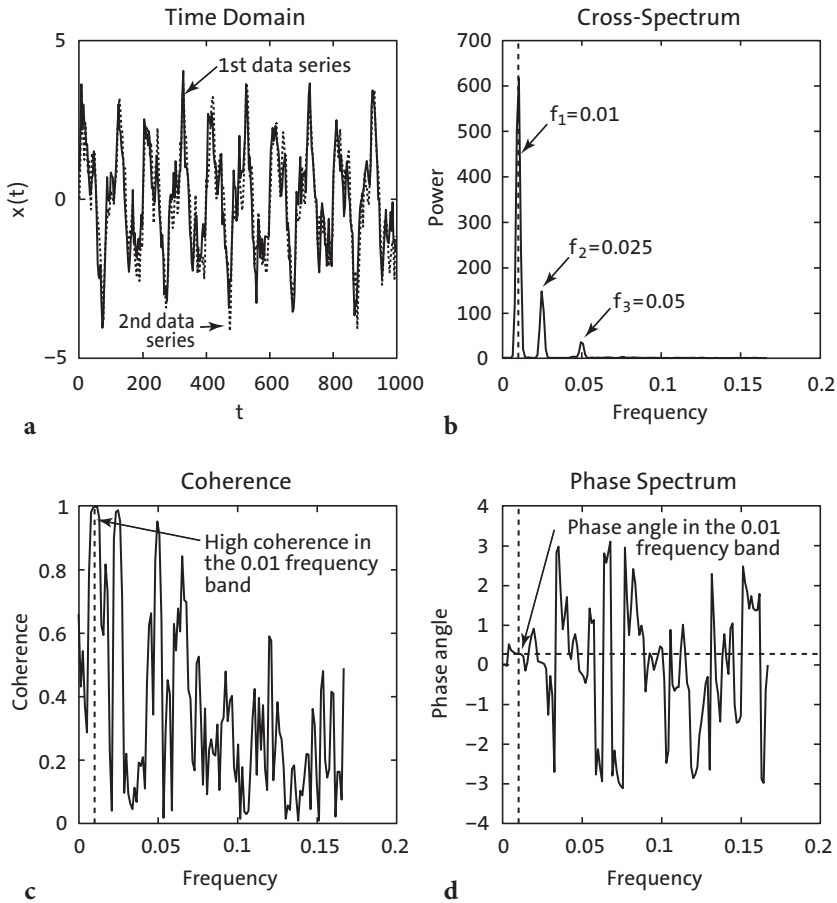 Time Domain
5
0
−5
x(t)
1st data series
2nd data
series
0 200 400 600 800 1000
t
a
Cross-Spectrum
700
600
500
400
300
200
100
0
Power
f1=0.01
f2=0.025
f3=0.05
0 0.05 0.1 0.15 0.2
Frequency
b
Coherence
1
0.8
0.6
0.4
0.2
0
Coherence
High coherence in
the 0.01 frequency
band
0 0.05 0.1 0.15 0.2
Frequency
c
Phase Spectrum
4
3
2
1
0
−1
−2
−3
−4
Phase angle
Phase angle in the 0.01
frequency band
0 0.05 0.1 0.15 0.2
Frequency
d